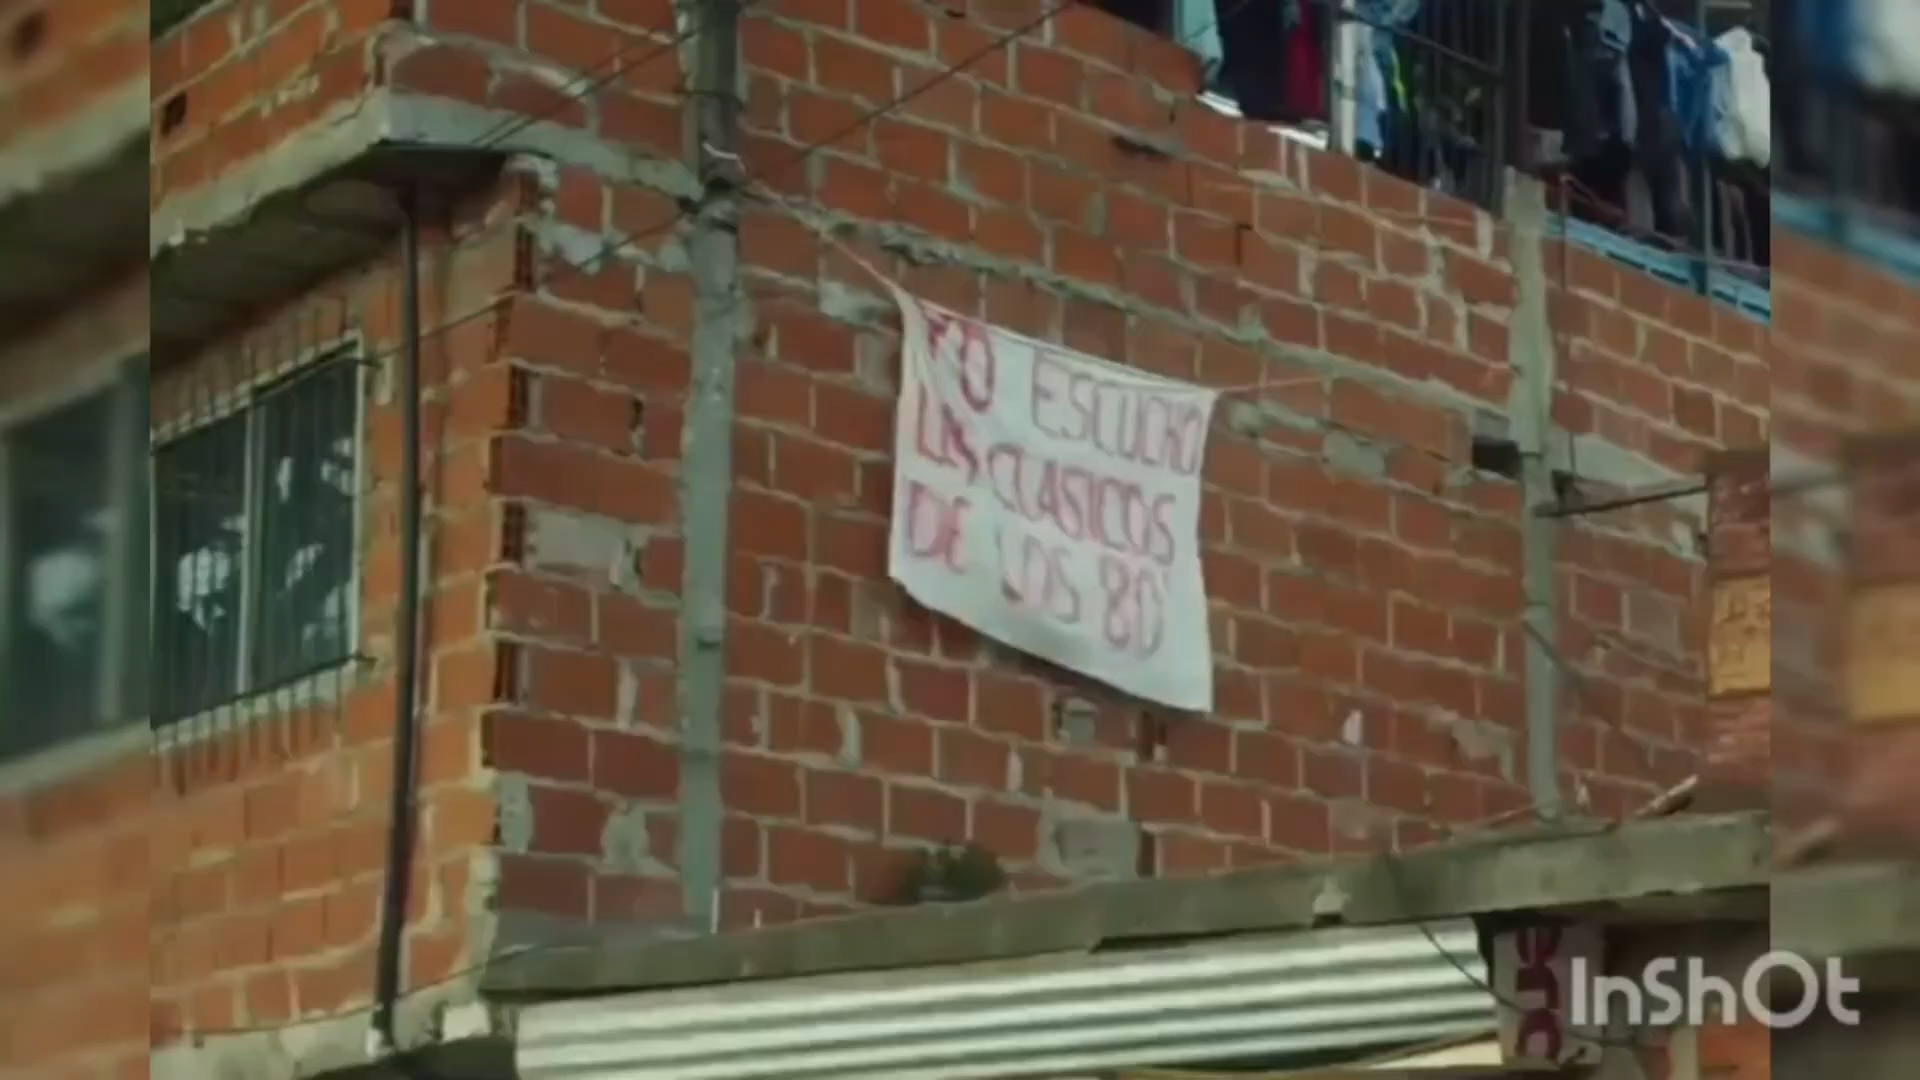 YO ESCUCHO
LOS CLASICOS
DE LOS 80
InShOt